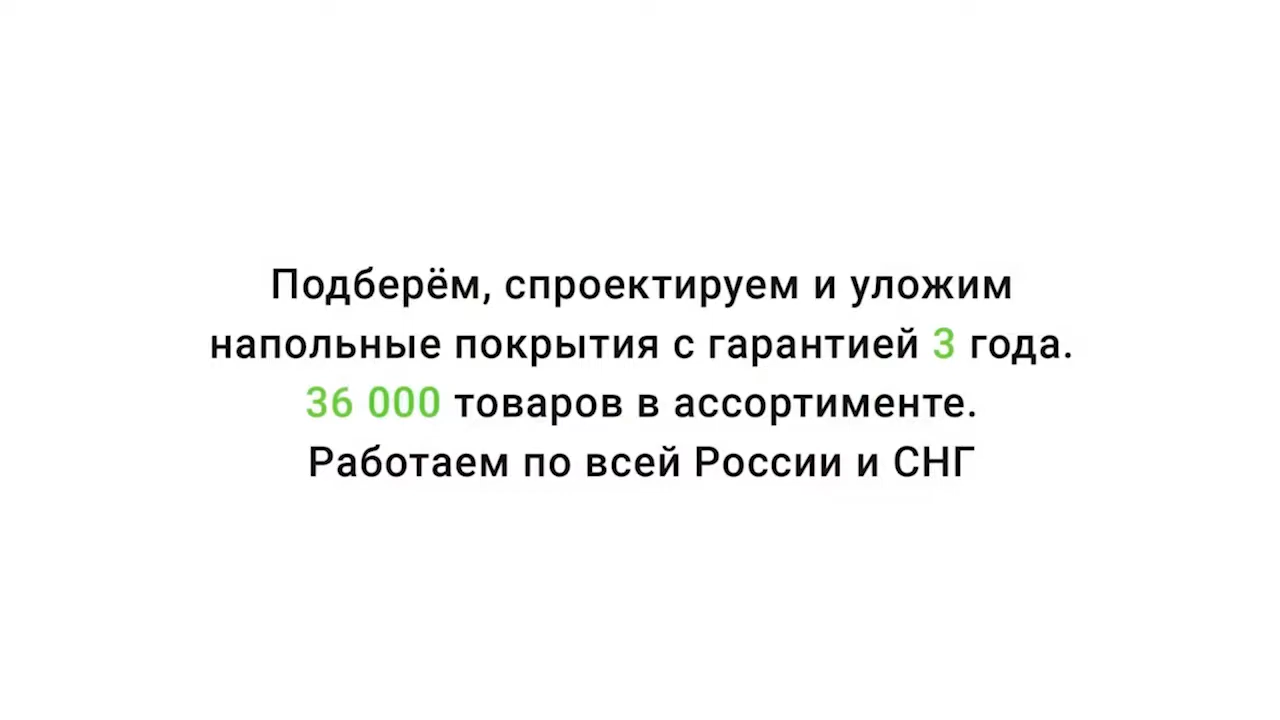 Подберём, спроектируем и уложим
напольные покрытия с гарантией 3 года.
36 000 товаров в ассортименте.
Работаем по всей России и СНГ